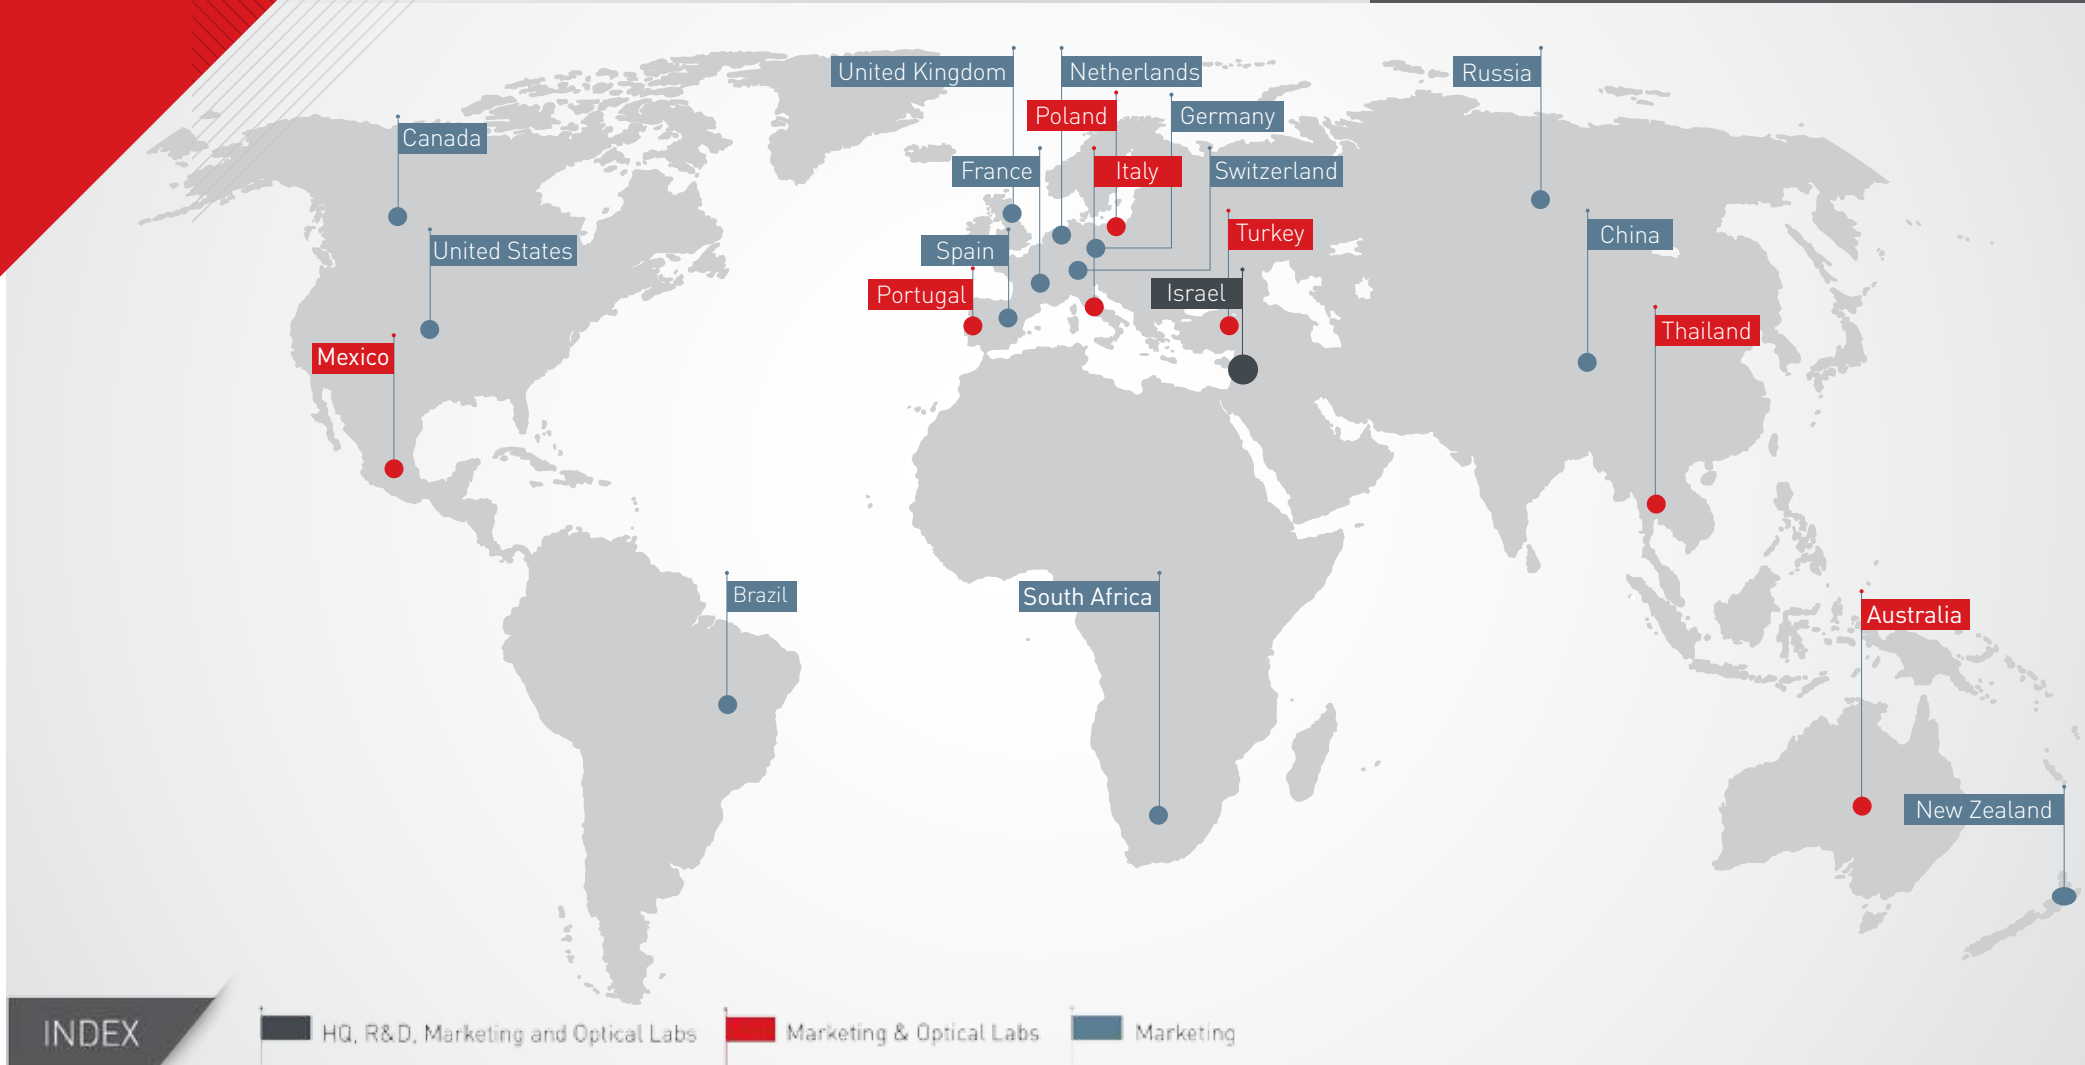 United Kingdom
Netherlands
Russia
Poland
Germany
Canada
France
Italy
Switzerland
Turkey
China
United States
Spain
Portugal
Israel
Thailand
Mexico
Brazil
South Africa
Australia
New Zealand
INDEX
HQ, R&D, Marketing and Optical Labs
Marketing & Optical Labs
Marketing